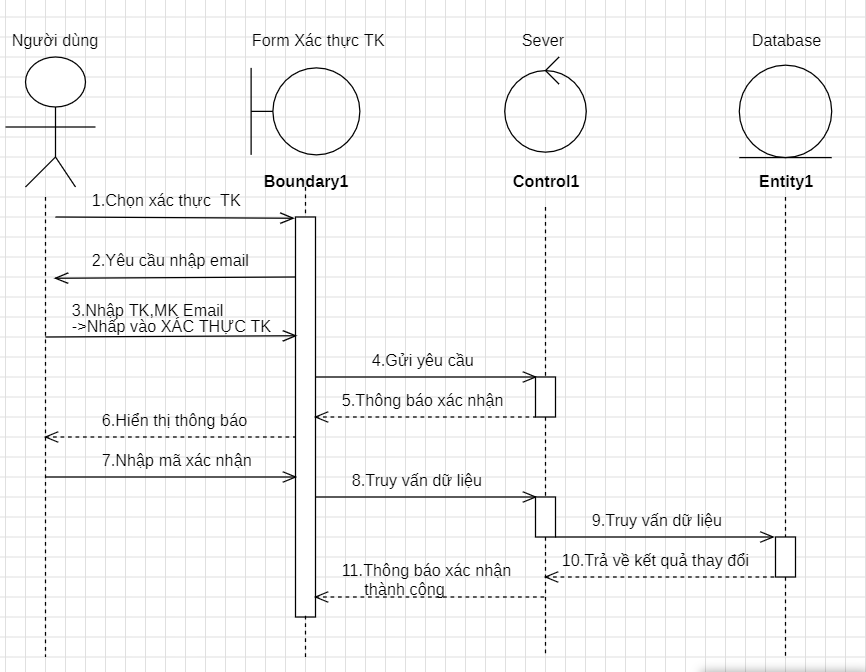 Người dùng
Form Xác thực TK
Sever
Database
Boundary1
Control1
Entity1
1.Chọn xác thực TK
2.Yêu cầu nhập email
3.Nhập TK,MK Email
->Nhấp vào XÁC THỰC TK
4.Gửi yêu cầu
5.Thông báo xác nhận
6.Hiển thị thông báo
7.Nhập mã xác nhận
8.Truy vấn dữ liệu
9.Truy vấn dữ liệu
10.Trả về kết quả thay đổi
11.Thông báo xác nhận
thành công